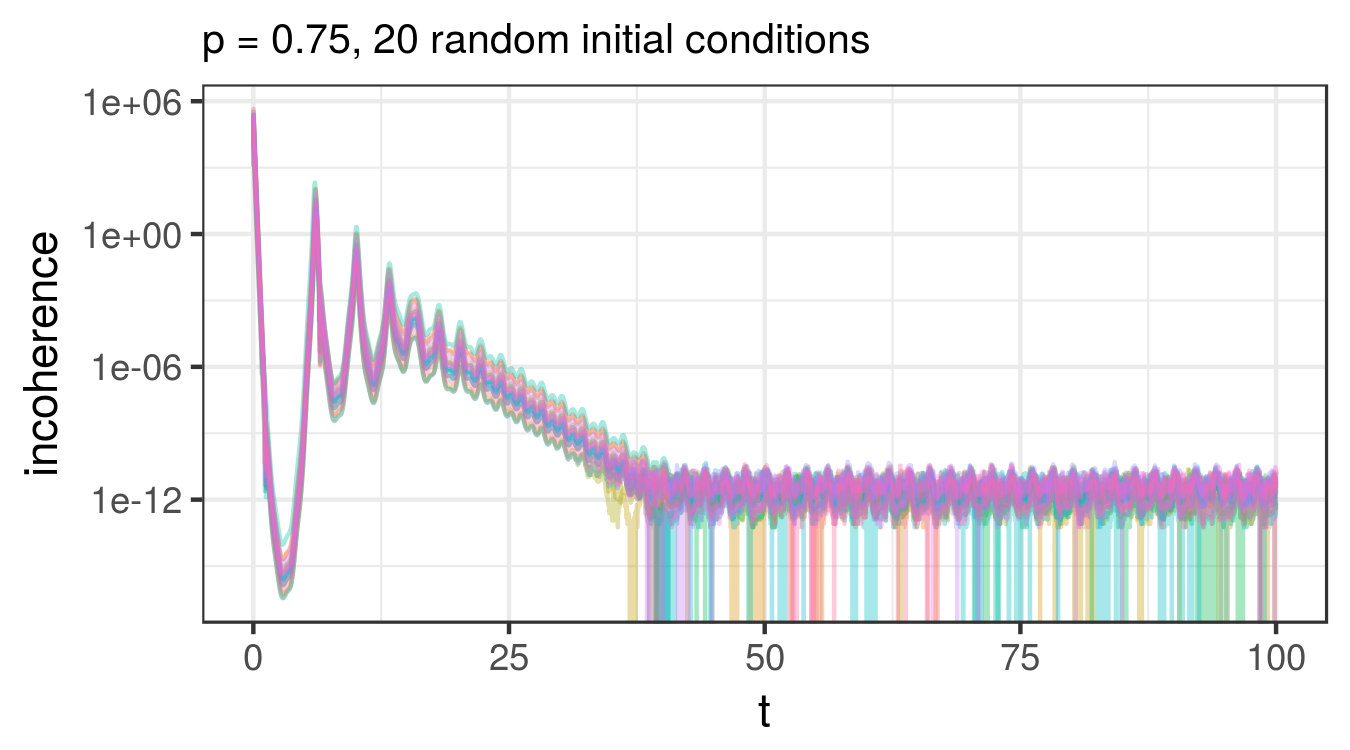 p = 0.75, 20 random initial conditions
1e+06
1e+00
1e-06
1e-12
incoherence
0 25 50 75 100
t